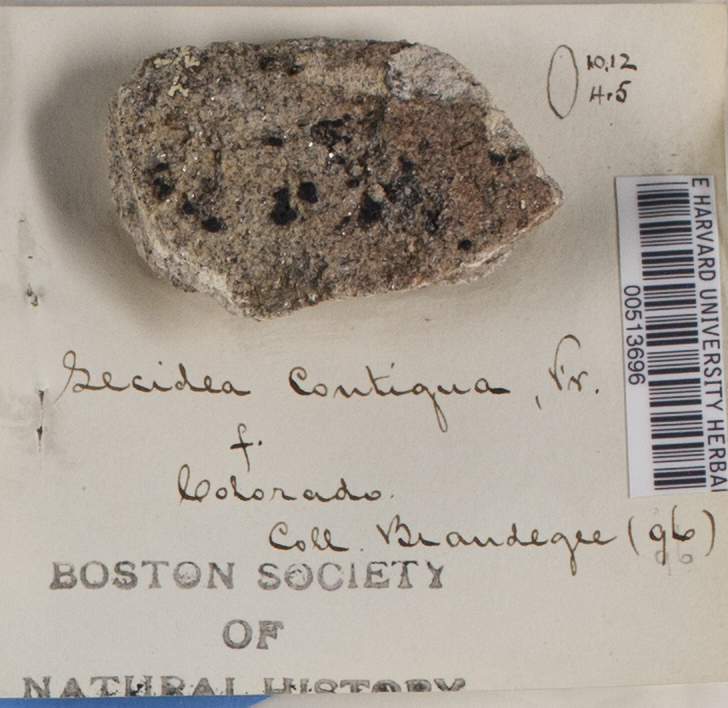 10,12
4.5
E HARVARD UNIVERSITY HERBA
00513696
Lecidea contigua, Fr.
f.
Colorado.
Coll. Brandegee (96)
BOSTON SOCIETY
OF
NATURAL HISTORY